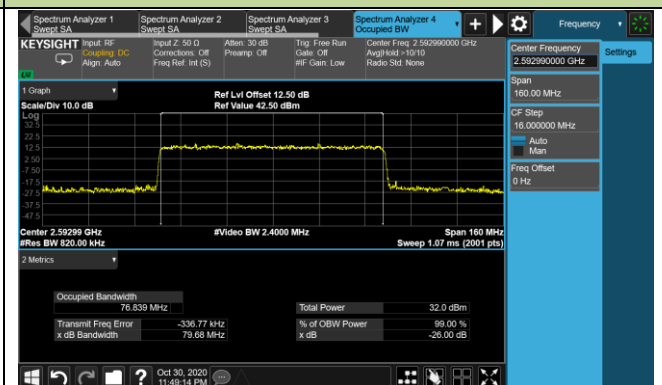 Spectrum Analyzer 1 Swept SA
Spectrum Analyzer 2 Swept SA
Spectrum Analyzer 3 Swept SA
Spectrum Analyzer 4 Occupied BW
Frequency
KEYSIGHT
Input: RF
Coupling: DC
Align: Auto
Input Z: 50 Ω
Corrections: Off
Freq Ref: Int (S)
Atten: 30 dB
Preamp: Off
Trig: Free Run
Gate: Off
#IF Gain: Low
Center Freq: 2.592990000 GHz
Avg|Hold:>10/10
Radio Std: None
Center Frequency
2.592990000 GHz
Settings
Span
160.00 MHz
CF Step
16.000000 MHz
Auto
Man
Freq Offset
0 Hz
1 Graph
Scale/Div 10.0 dB
Ref Lvl Offset 12.50 dB
Ref Value 42.50 dBm
Log
32.5
22.5
12.5
2.50
-7.50
-17.5
-27.5
-37.5
-47.5
Center 2.59299 GHz
#Video BW 2.4000 MHz
Span 160 MHz
#Res BW 820.00 kHz
Sweep 1.07 ms (2001 pts)
2 Metrics
Occupied Bandwidth
76.839 MHz
Total Power 32.0 dBm
Transmit Freq Error -336.77 kHz
% of OBW Power 99.00 %
x dB Bandwidth 79.68 MHz
x dB -26.00 dB
?
Oct 30, 2020
11:49:14 PM